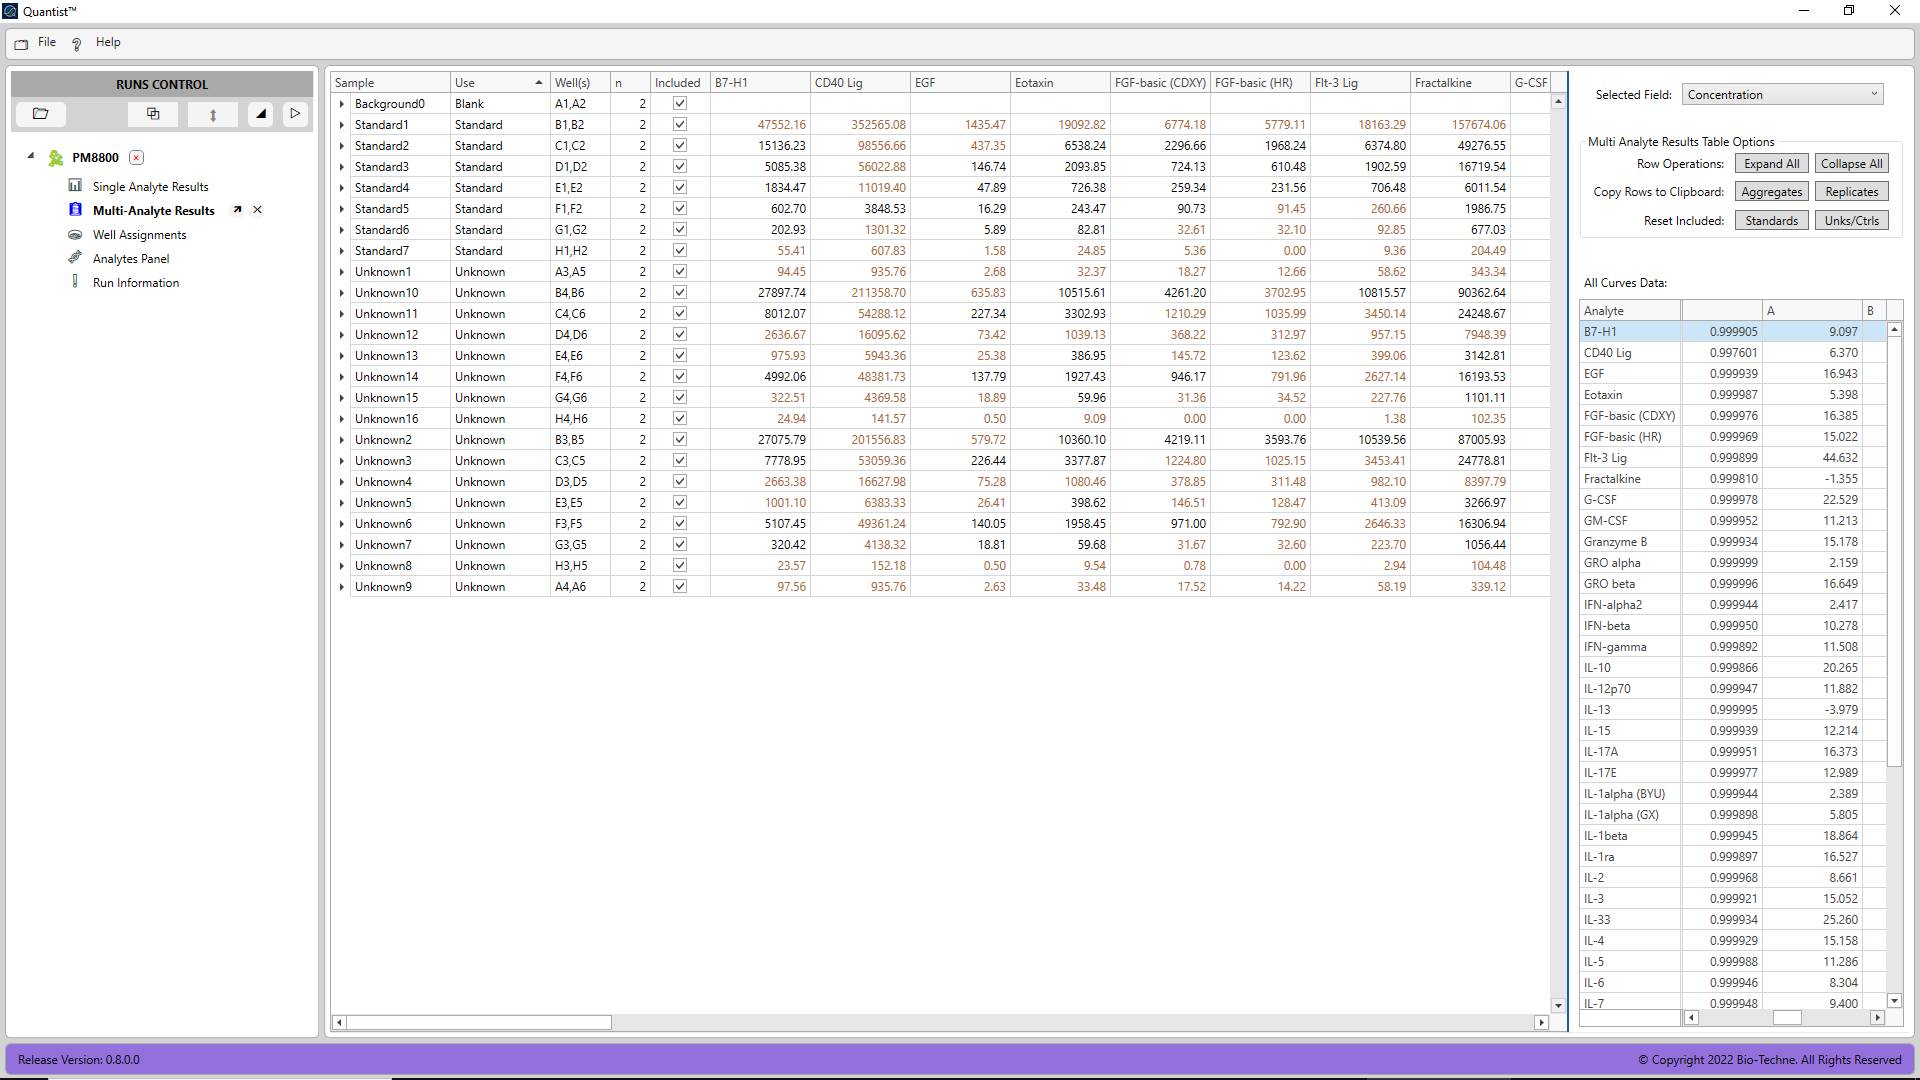 Quantist™
File Help
RUNS CONTROL
PM8800
Single Analyte Results
Multi-Analyte Results
Well Assignments
Analytes Panel
Run Information
Sample Use Well(s) n Included B7-H1 CD40 Lig EGF Eotaxin FGF-basic (CDXY) FGF-basic (HR) Flt-3 Lig Fractalkine G-CSF
Background0 Blank A1,A2 2
Standard1 Standard B1,B2 2 47552.16 352565.08 1435.47 19092.82 6774.18 5779.11 18163.29 157674.06
Standard2 Standard C1,C2 2 15136.23 98556.66 437.35 6538.24 2296.66 1968.24 6374.80 49276.55
Standard3 Standard D1,D2 2 5085.38 56022.88 146.74 2093.85 724.13 610.48 1902.59 16719.54
Standard4 Standard E1,E2 2 1834.47 11019.40 47.89 726.38 259.34 231.56 706.48 6011.54
Standard5 Standard F1,F2 2 602.70 3848.53 16.29 243.47 90.73 91.45 260.66 1986.75
Standard6 Standard G1,G2 2 202.93 1301.32 5.89 82.81 32.61 32.10 92.85 677.03
Standard7 Standard H1,H2 2 55.41 607.83 1.58 24.85 5.36 0.00 9.36 204.49
Unknown1 Unknown A3,A5 2 94.45 935.76 2.68 32.37 18.27 12.66 58.62 343.34
Unknown10 Unknown B4,B6 2 27897.74 211358.70 635.83 10515.61 4261.20 3702.95 10815.57 90362.64
Unknown11 Unknown C4,C6 2 8012.07 54288.12 227.34 3302.93 1210.29 1035.99 3450.14 24248.67
Unknown12 Unknown D4,D6 2 2636.67 16095.62 73.42 1039.13 368.22 312.97 957.15 7948.39
Unknown13 Unknown E4,E6 2 975.93 5943.36 25.38 386.95 145.72 123.62 399.06 3142.81
Unknown14 Unknown F4,F6 2 4992.06 48381.73 137.79 1927.43 946.17 791.96 2627.14 16193.53
Unknown15 Unknown G4,G6 2 322.51 4369.58 18.89 59.96 31.36 34.52 227.76 1101.11
Unknown16 Unknown H4,H6 2 24.94 141.57 0.50 9.09 0.00 0.00 1.38 102.35
Unknown2 Unknown B3,B5 2 27075.79 201556.83 579.72 10360.10 4219.11 3593.76 10539.56 87005.93
Unknown3 Unknown C3,C5 2 7778.95 53059.36 226.44 3377.87 1224.80 1025.15 3453.41 24778.81
Unknown4 Unknown D3,D5 2 2663.38 16627.98 75.28 1080.46 378.85 311.48 982.10 8397.79
Unknown5 Unknown E3,E5 2 1001.10 6383.33 26.41 398.62 146.51 128.47 413.09 3266.97
Unknown6 Unknown F3,F5 2 5107.45 49361.24 140.05 1958.45 971.00 792.90 2646.33 16306.94
Unknown7 Unknown G3,G5 2 320.42 4138.32 18.81 59.68 31.67 32.60 223.70 1056.44
Unknown8 Unknown H3,H5 2 23.57 152.18 0.50 9.54 0.78 0.00 2.94 104.48
Unknown9 Unknown A4,A6 2 97.56 935.76 2.63 33.48 17.52 14.22 58.19 339.12
Selected Field: Concentration
Multi Analyte Results Table Options
Row Operations: Expand All Collapse All
Copy Rows to Clipboard: Aggregates Replicates
Reset Included: Standards Unks/Ctrls
All Curves Data:
Analyte A B
B7-H1 0.999905 9.097
CD40 Lig 0.997601 6.370
EGF 0.999939 16.943
Eotaxin 0.999987 5.398
FGF-basic (CDXY) 0.999976 16.385
FGF-basic (HR) 0.999969 15.022
Flt-3 Lig 0.999899 44.632
Fractalkine 0.999810 -1.355
G-CSF 0.999978 22.529
GM-CSF 0.999952 11.213
Granzyme B 0.999934 15.178
GRO alpha 0.999999 2.159
GRO beta 0.999996 16.649
IFN-alpha2 0.999944 2.417
IFN-beta 0.999950 10.278
IFN-gamma 0.999892 11.508
IL-10 0.999866 20.265
IL-12p70 0.999947 11.882
IL-13 0.999995 -3.979
IL-15 0.999939 12.214
IL-17A 0.999951 16.373
IL-17E 0.999977 12.989
IL-1alpha (BYU) 0.999944 2.389
IL-1alpha (GX) 0.999898 5.805
IL-1beta 0.999945 18.864
IL-1ra 0.999897 16.527
IL-2 0.999968 8.661
IL-3 0.999921 15.052
IL-33 0.999934 25.260
IL-4 0.999929 15.158
IL-5 0.999988 11.286
IL-6 0.999946 8.304
IL-7 0.999948 9.400
Release Version: 0.8.0.0
© Copyright 2022 Bio-Techne. All Rights Reserved